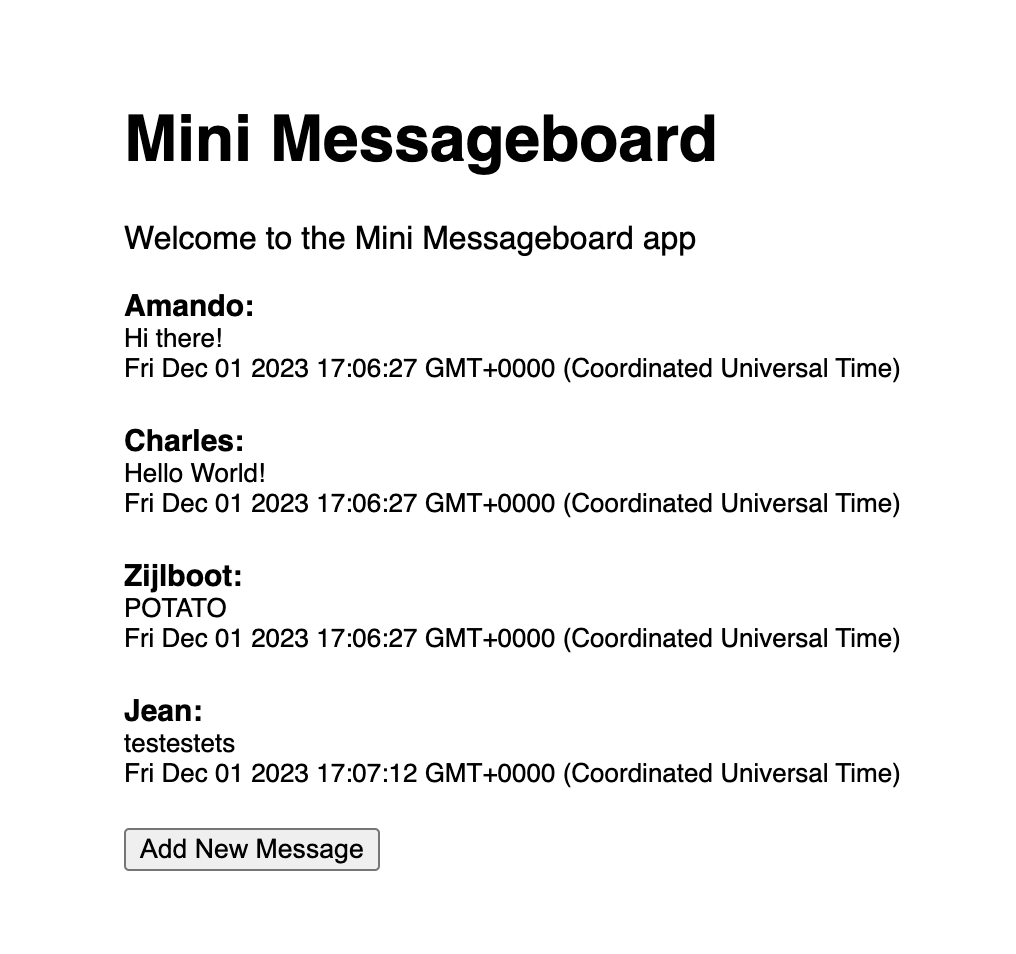 Mini Messageboard
Welcome to the Mini Messageboard app
Amando:
Hi there!
Fri Dec 01 2023 17:06:27 GMT+0000 (Coordinated Universal Time)
Charles:
Hello World!
Fri Dec 01 2023 17:06:27 GMT+0000 (Coordinated Universal Time)
Zijlboot:
POTATO
Fri Dec 01 2023 17:06:27 GMT+0000 (Coordinated Universal Time)
Jean:
testestets
Fri Dec 01 2023 17:07:12 GMT+0000 (Coordinated Universal Time)
Add New Message